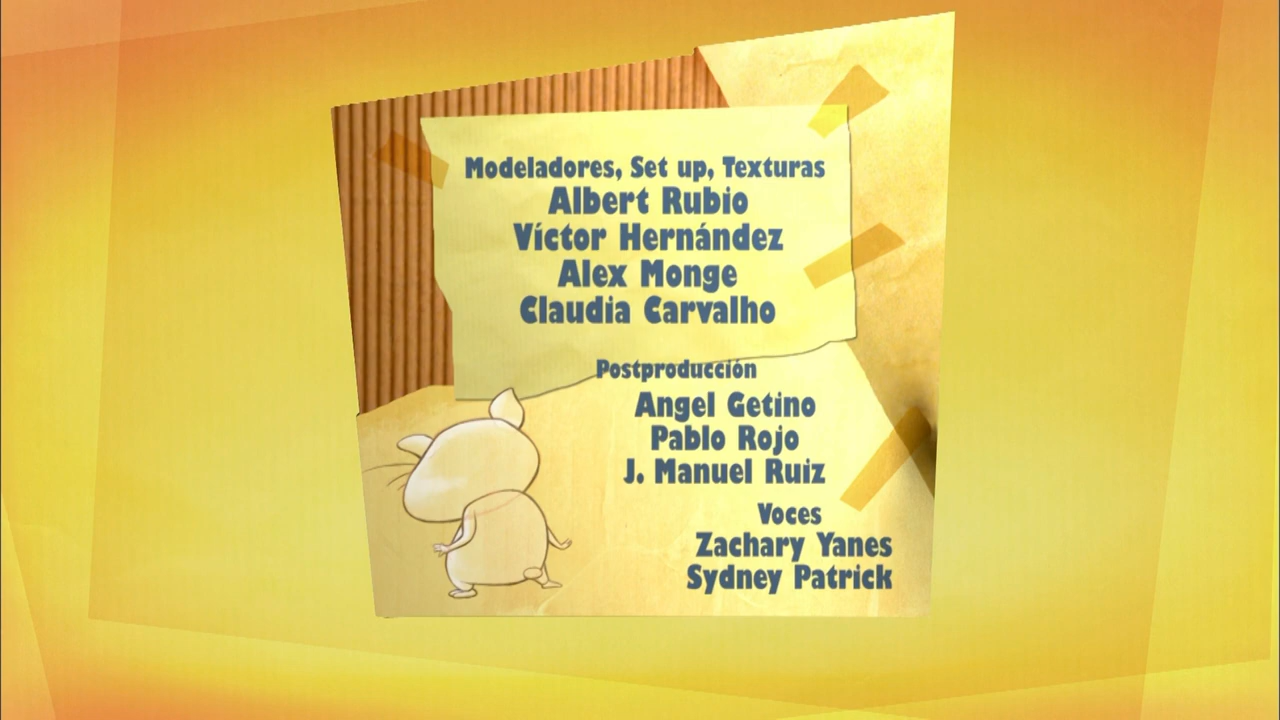 Modeladores, Set up, Texturas
Albert Rubio
Víctor Hernández
Alex Monge
Claudia Carvalho
Postproducción
Angel Getino
Pablo Rojo
J. Manuel Ruiz
Voces
Zachary Yanes
Sydney Patrick